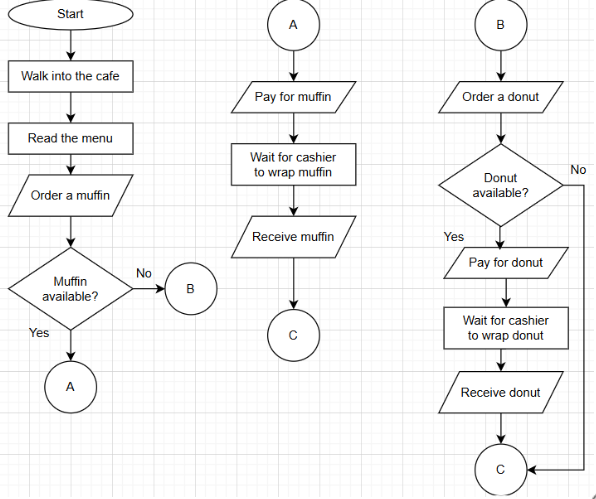 Start
Walk into the cafe
Read the menu
Order a muffin
Muffin
available?
No
B
Yes
A
A
Pay for muffin
Wait for cashier
to wrap muffin
Receive muffin
C
B
Order a donut
Donut
available?
No
Yes
Pay for donut
Wait for cashier
to wrap donut
Receive donut
C